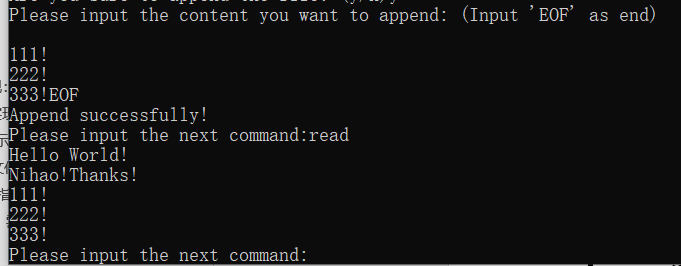 Please input the content you want to append: (Input 'EOF' as end)
111!
222!
333!EOF
Append successfully!
Please input the next command:read
Hello World!
Nihao!Thanks!
111!
222!
333!
Please input the next command: